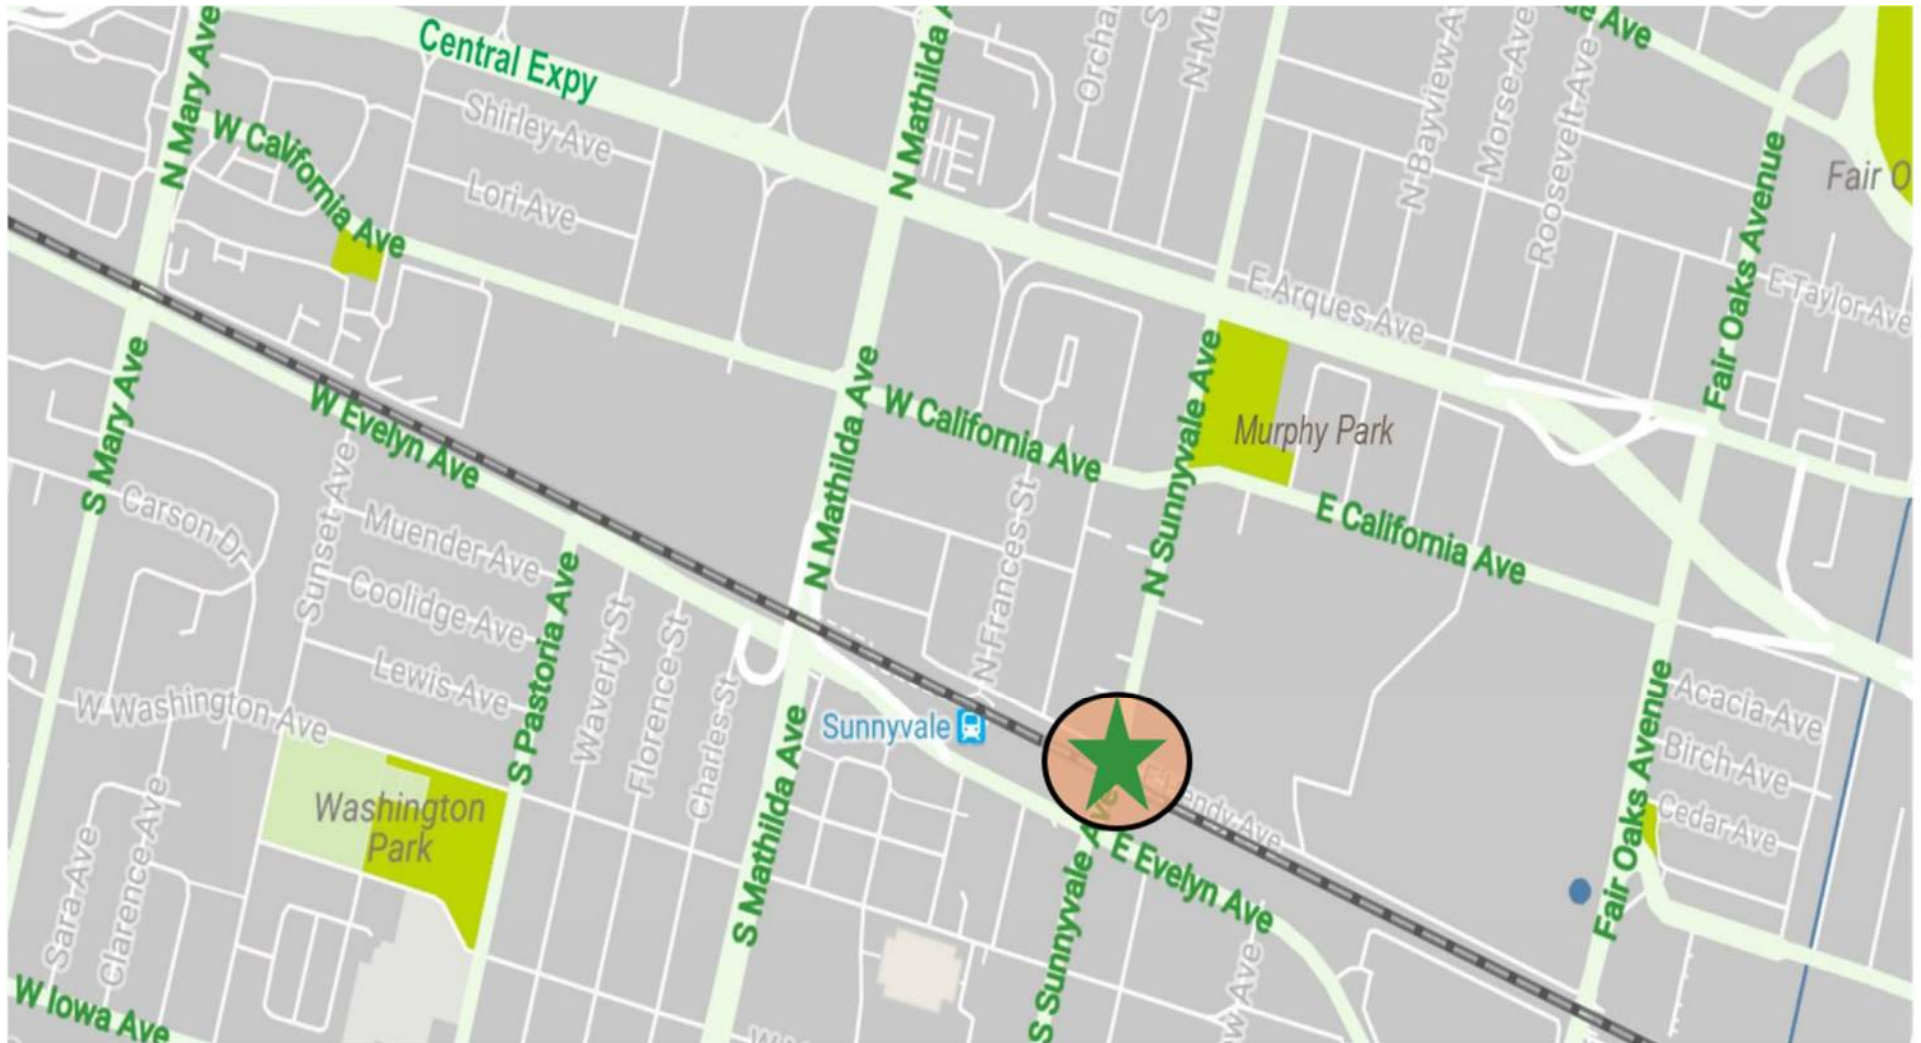 N Mary Ave
Central Expy
N Mathilda
Orcha
N Mu
N Bayview A
Morse Ave
Roosevelt Ave
Ave
W California Ave
Shirley Ave
Lori Ave
N Mathilda Ave
E Arques Ave
Fair Oaks Avenue
Fair O
E Taylor Ave
S Mary Ave
W Evelyn Ave
W California Ave
N Sunnyvale Ave
Murphy Park
E California Ave
Carson Dr
Sunset Ave
Muender Ave
Coolidge Ave
Lewis Ave
W Washington Ave
S Pastoria Ave
Waverly St
Florence St
Charles St
N Frances St
Sunnyvale
S Mathilda Ave
Washington
Park
Sara Ave
Clarence Ave
W Iowa Ave
S Sunnyvale Ave
endy Ave
E Evelyn Ave
w Ave
Fair Oaks Avenue
Acacia Ave
Birch Ave
Cedar Ave